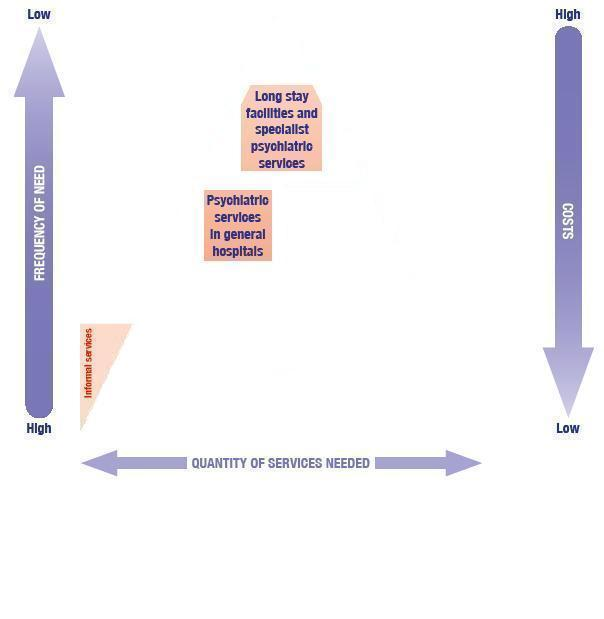 Low
High
Long stay
facilities and
specialist
psychiatric
services
FREQUENCY OF NEED
COSTS
Psychiatric
services
in general
hospitals
Informal services
High
Low
QUANTITY OF SERVICES NEEDED